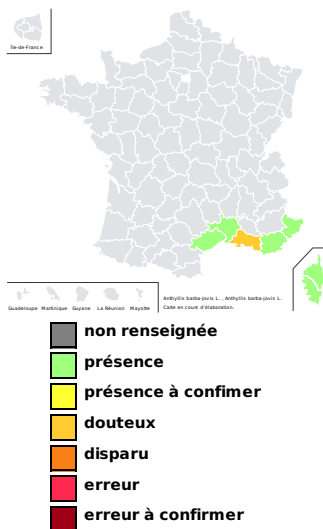 Île-de-France
Guadeloupe Martinique Guyane La Réunion Mayotte
Anthyllis barba-jovis L. , Anthyllis barba-jovis L.
Carte en cours d'élaboration.
non renseignée
présence
présence à confimer
douteux
disparu
erreur
erreur à confirmer